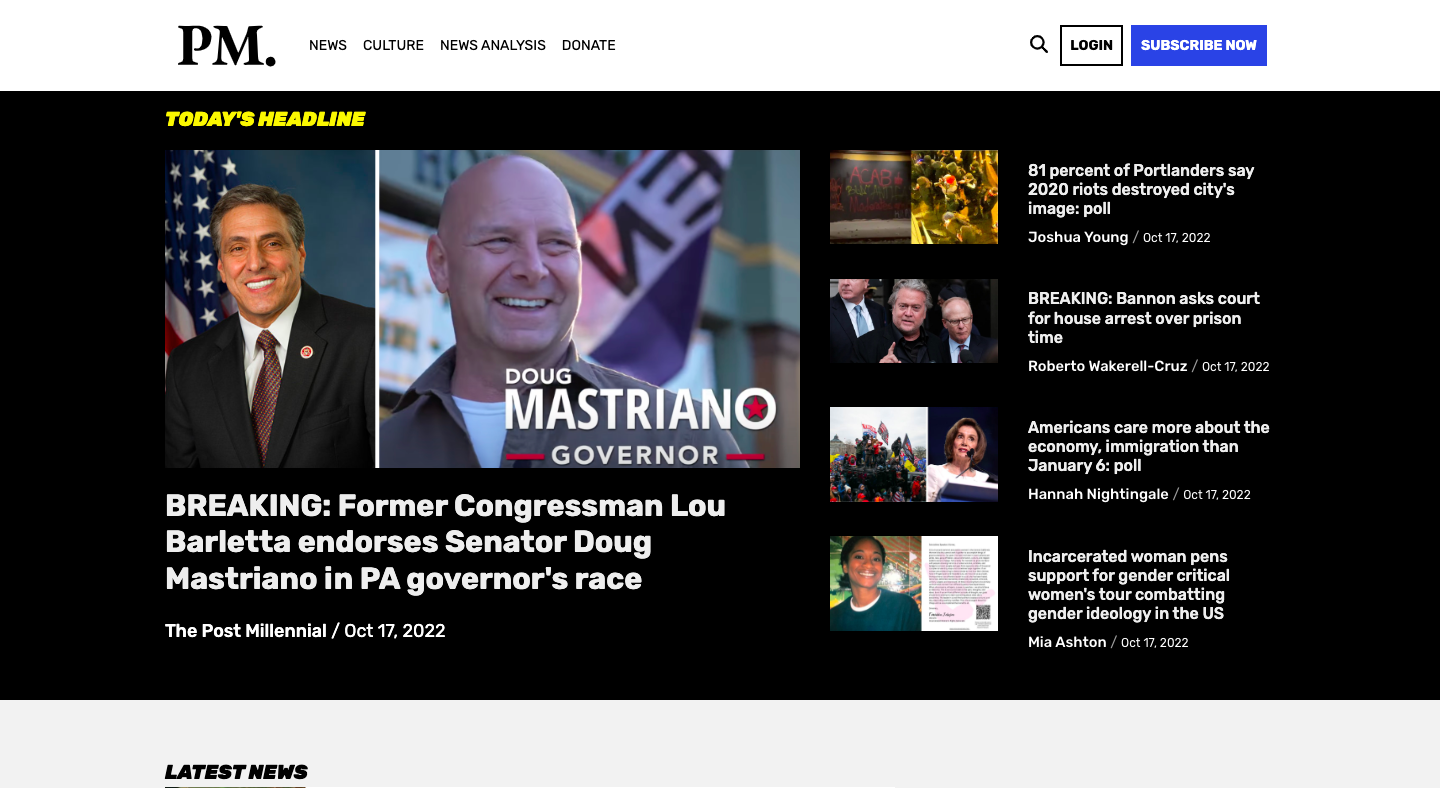 PM.
NEWS
CULTURE
NEWS ANALYSIS
DONATE
LOGIN
SUBSCRIBE NOW
TODAY'S HEADLINE
DOUG
MASTRIANO
GOVERNOR
BREAKING: Former Congressman Lou
Barletta endorses Senator Doug
Mastriano in PA governor's race
The Post Millennial / Oct 17, 2022
ACAB
81 percent of Portlanders say
2020 riots destroyed city's
image: poll
Joshua Young / Oct 17, 2022
BREAKING: Bannon asks court
for house arrest over prison
time
Roberto Wakerell-Cruz / Oct 17, 2022
Americans care more about the
economy, immigration than
January 6: poll
Hannah Nightingale / Oct 17, 2022
Incarcerated woman pens
support for gender critical
women's tour combatting
gender ideology in the US
Mia Ashton / Oct 17, 2022
LATEST NEWS